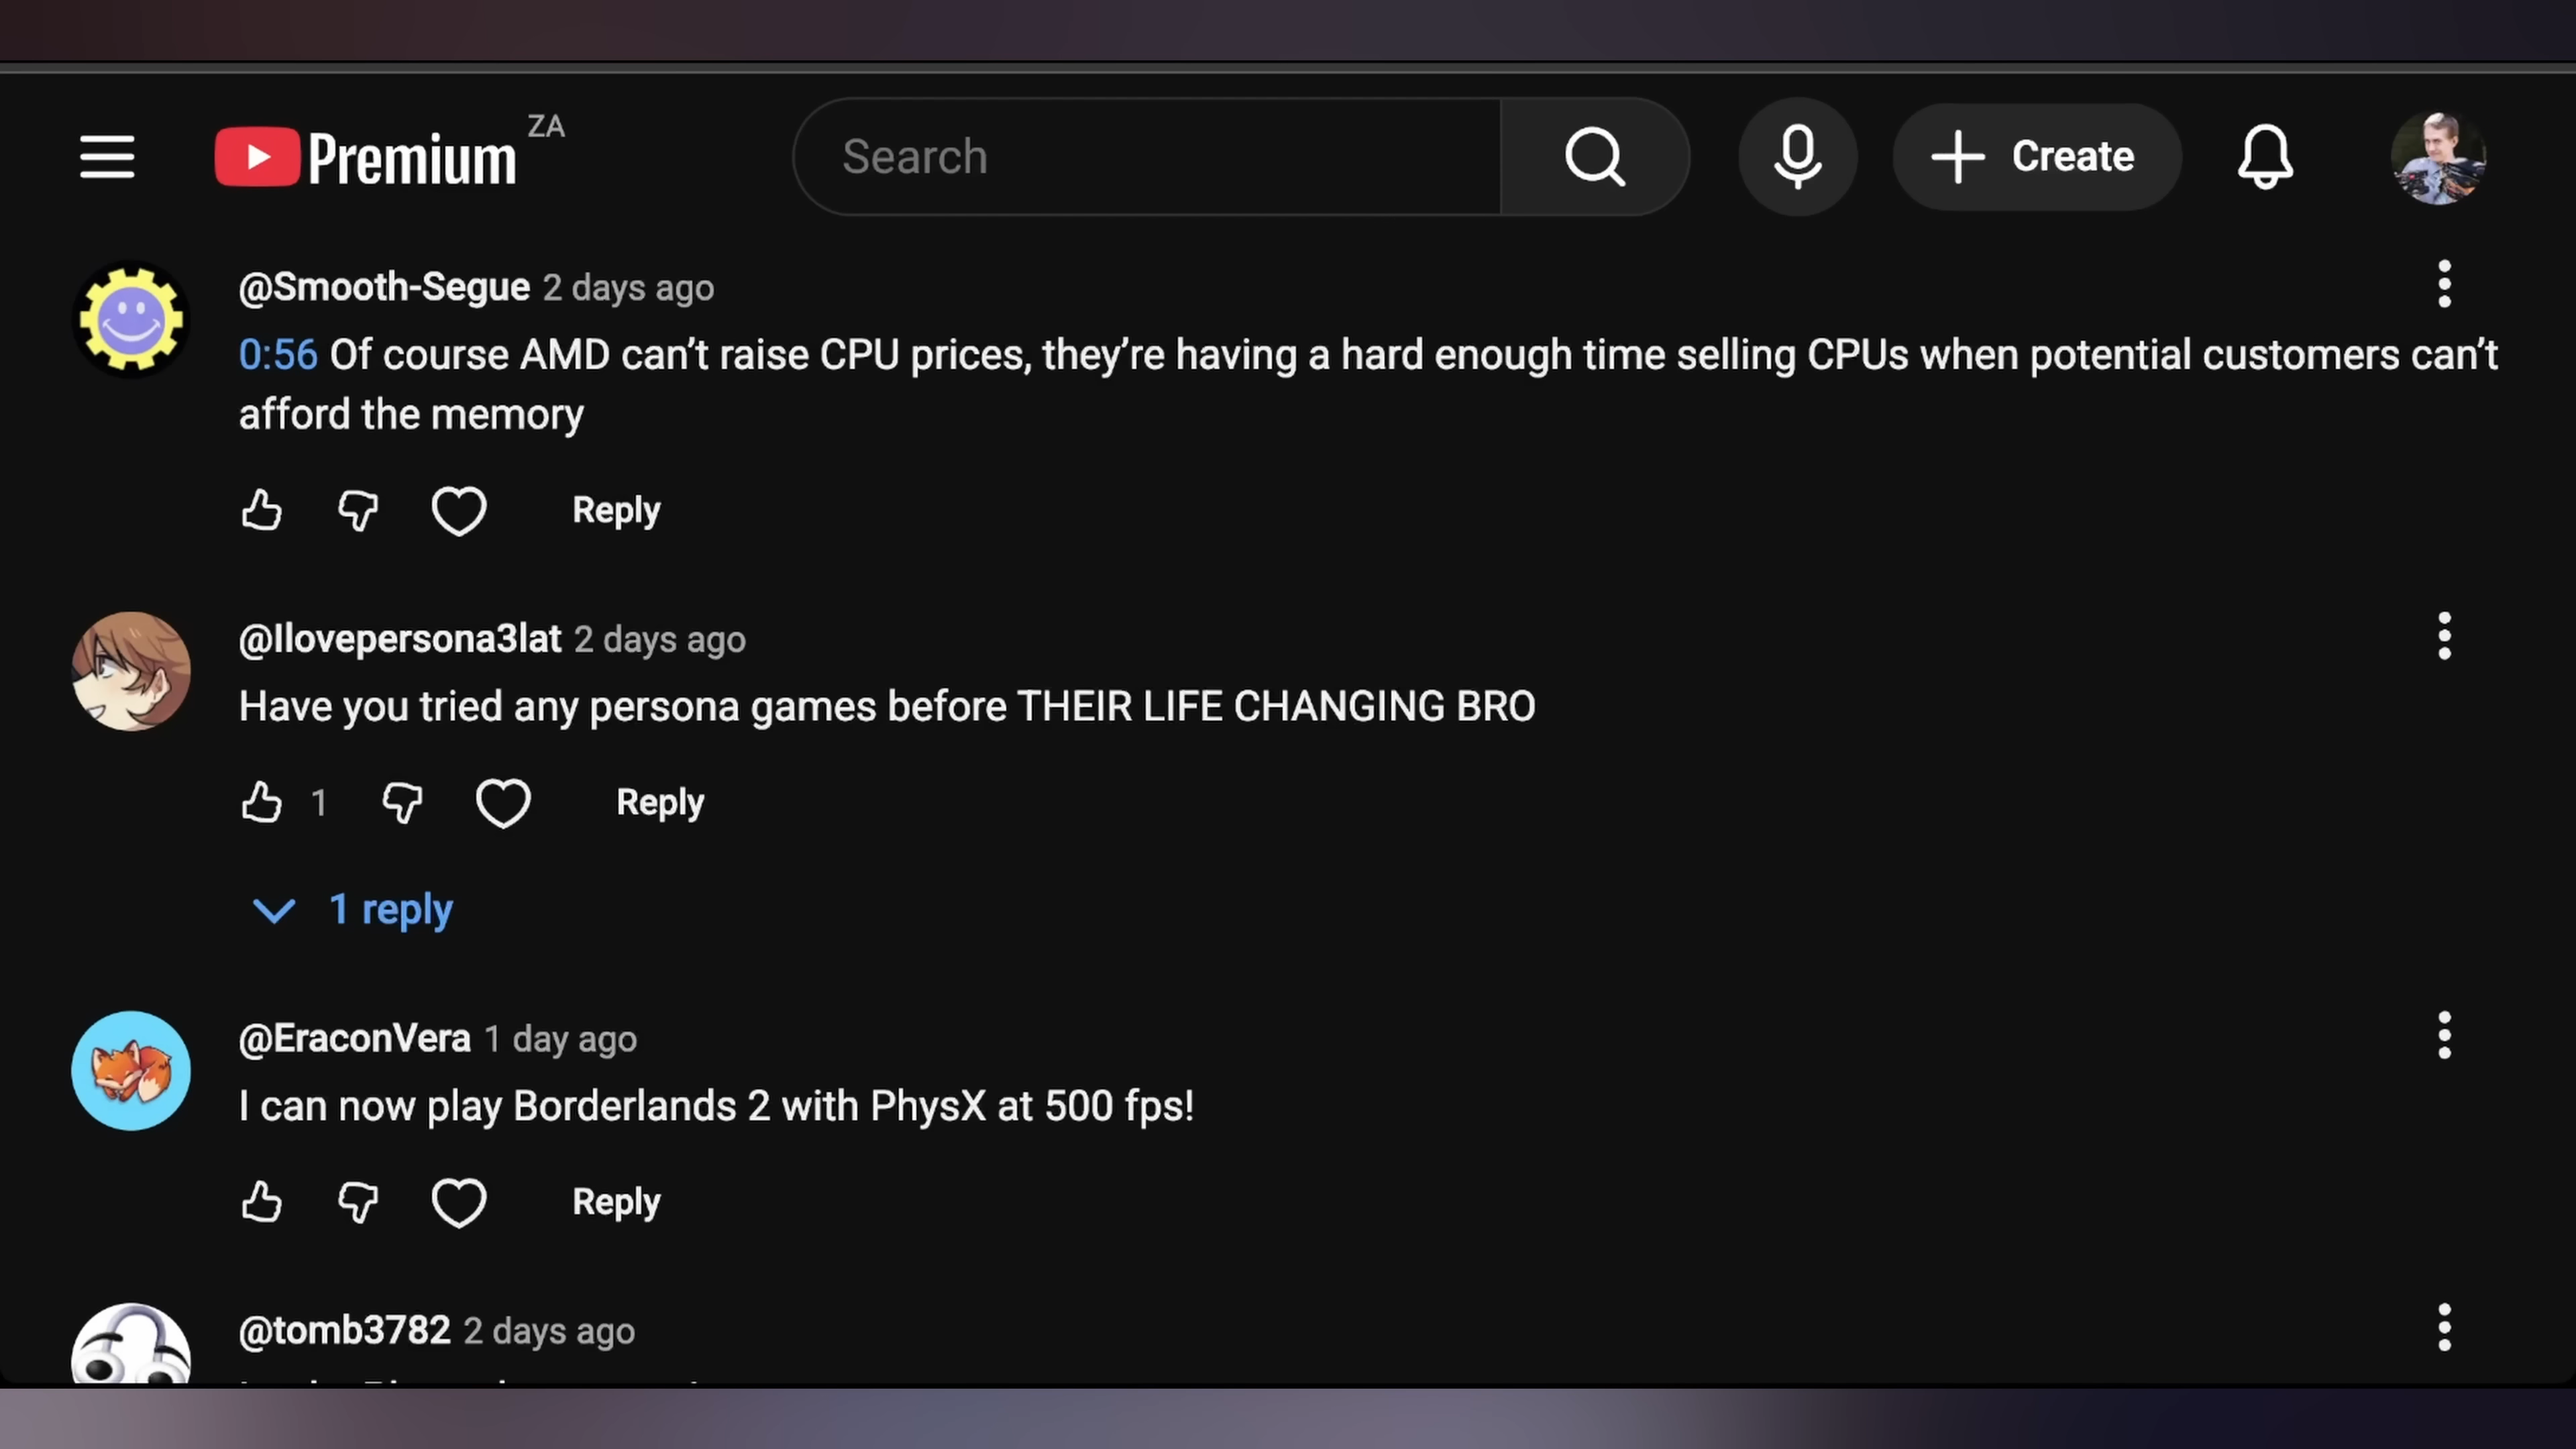 Premium ZA
Search
Create
@Smooth-Segue 2 days ago
0:56 Of course AMD can’t raise CPU prices, they’re having a hard enough time selling CPUs when potential customers can’t
afford the memory
Reply
@Ilovepersona3lat 2 days ago
Have you tried any persona games before THEIR LIFE CHANGING BRO
1 Reply
1 reply
@EraconVera 1 day ago
I can now play Borderlands 2 with PhysX at 500 fps!
Reply
@tomb3782 2 days ago